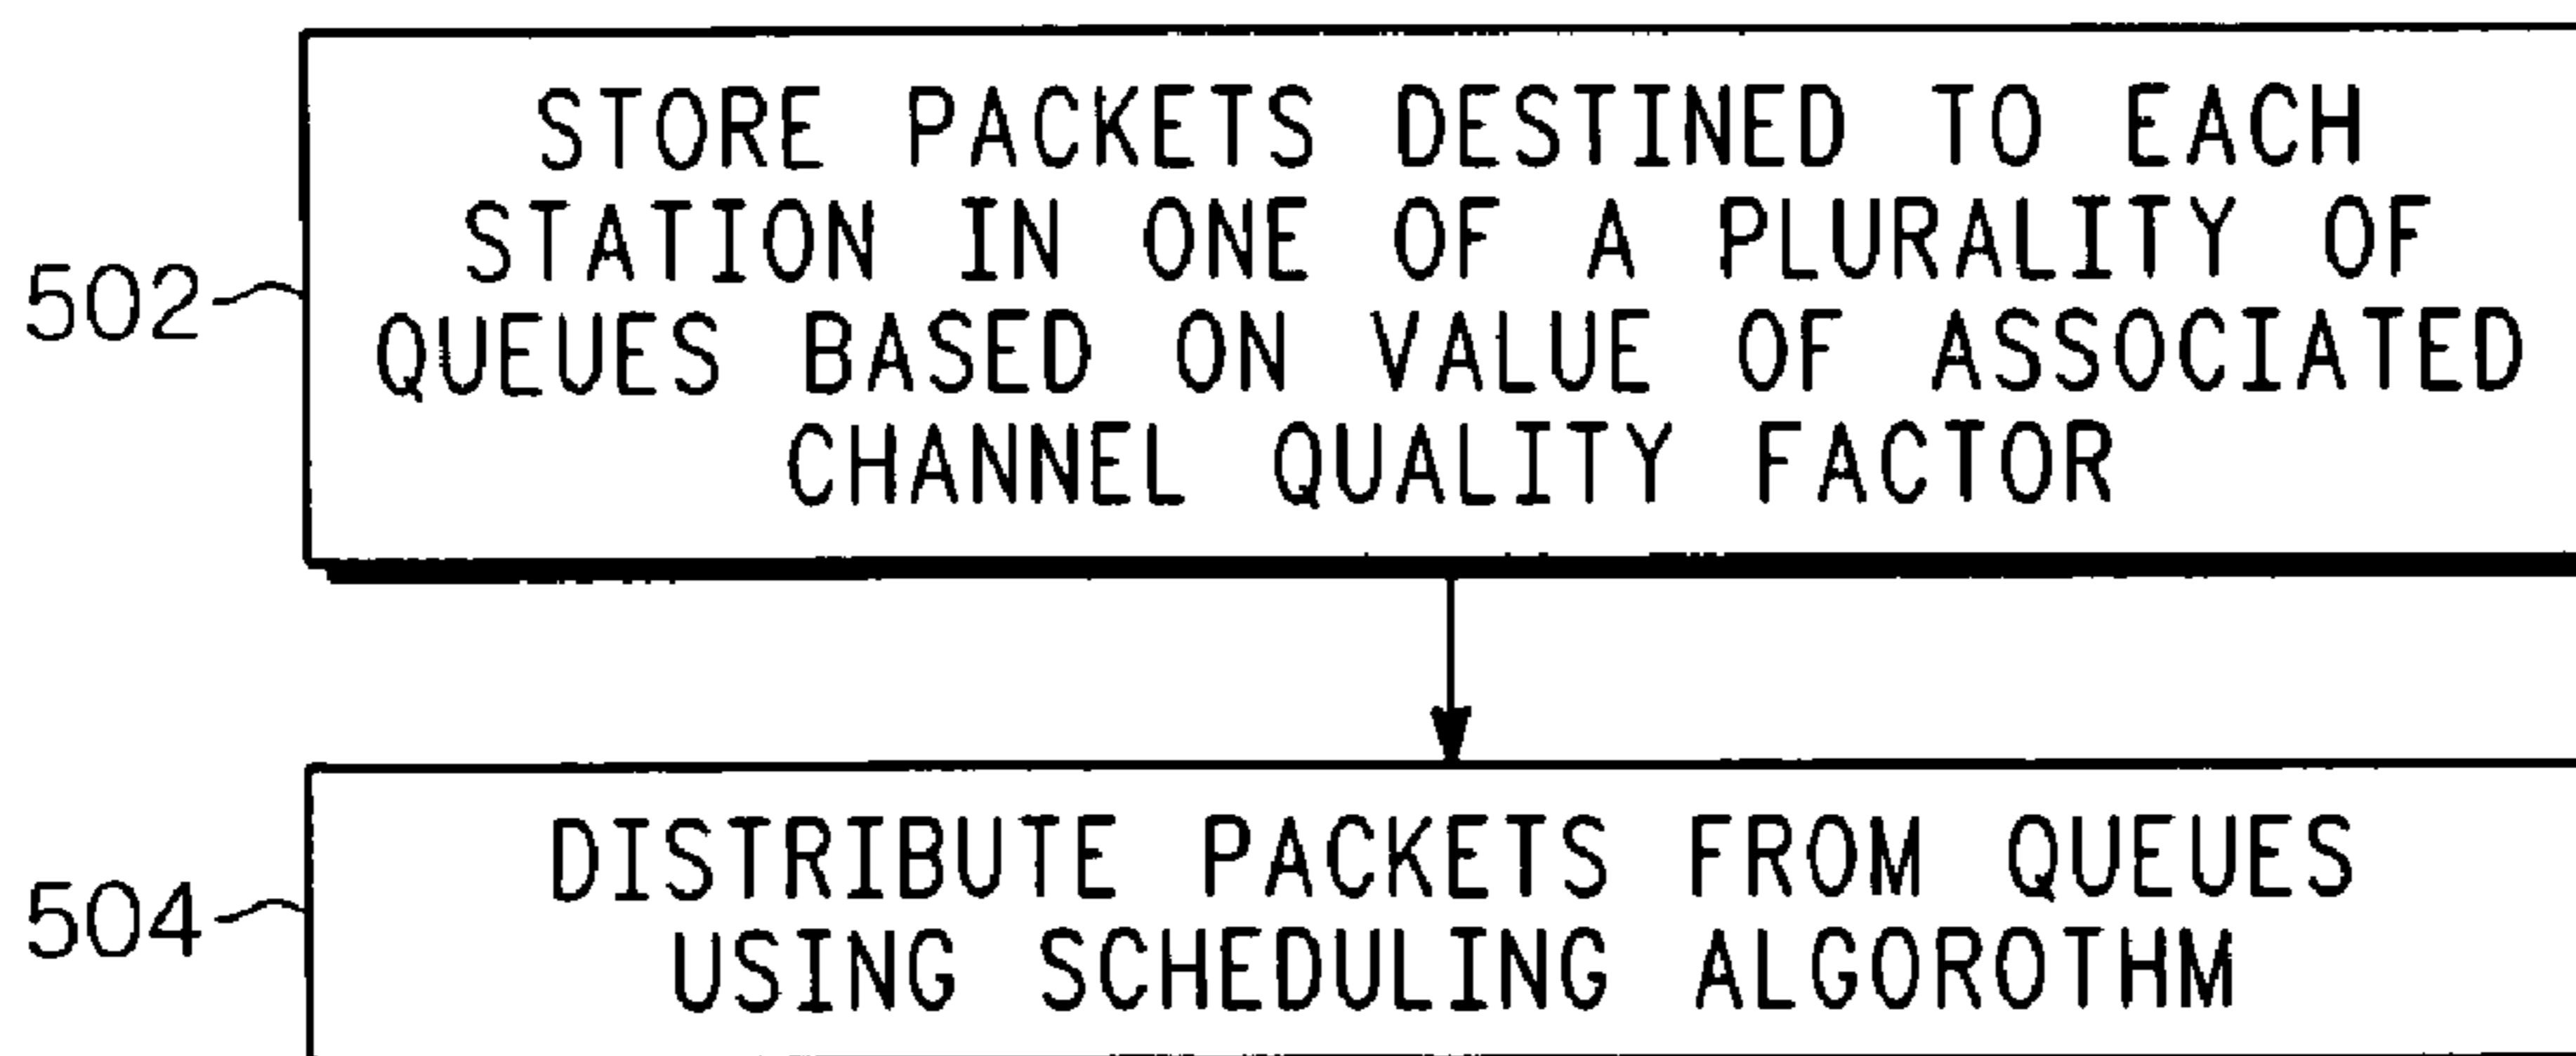 STORE PACKETS DESTINED TO EACH
STATION IN ONE OF A PLURALITY OF
502
QUEUES BASED ON VALUE OF ASSOCIATED
CHANNEL QUALITY FACTOR
DISTRIBUTE PACKETS FROM QUEUES
504
USING SCHEDULING ALGOROTHM